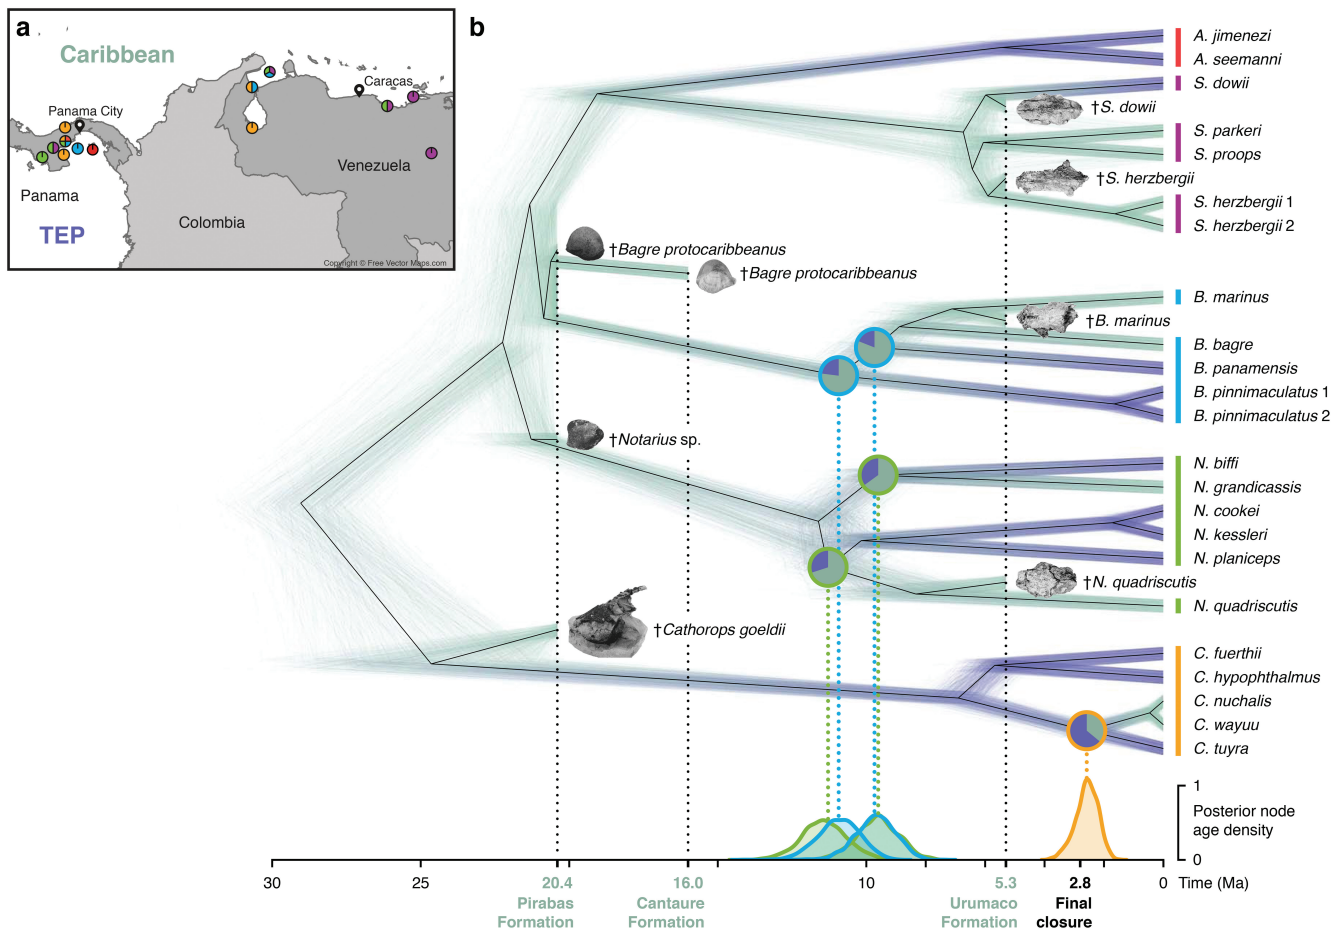 a
Caribbean
Caracas
Panama City
Venezuela
Panama
Colombia
TEP
Copyright © Free Vector Maps.com
b
A. jimenezi
A. seemanni
S. dowii
†S. dowii
S. parkeri
S. proops
†S. herzbergii
S. herzbergii 1
S. herzbergii 2
†Bagre protocaribbeanus
†Bagre protocaribbeanus
B. marinus
†B. marinus
B. bagre
B. panamensis
B. pinnimaculatus 1
B. pinnimaculatus 2
†Notarius sp.
N. biffi
N. grandicassis
N. cookei
N. kessleri
N. planiceps
†N. quadriscutis
N. quadriscutis
†Cathorops goeldii
C. fuerthii
C. hypophthalmus
C. nuchalis
C. wayuu
C. tuyra
1
Posterior node
age density
0
30
25
20.4
16.0
10
5.3
2.8
0
Time (Ma)
Pirabas
Formation
Cantaure
Formation
Urumaco
Formation
Final
closure